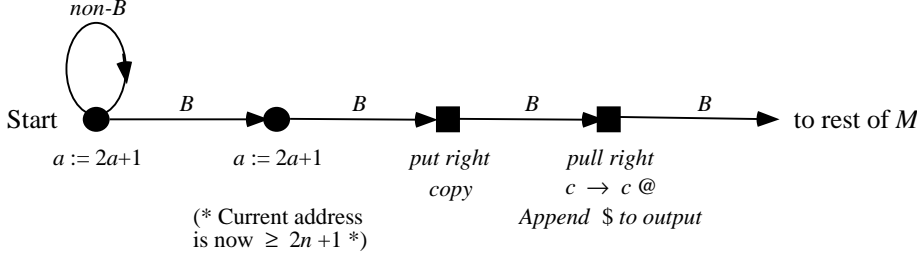 non-B
Start B B B B to rest of M
a := 2a+1 a := 2a+1 put right pull right
copy c → c @
(* Current address Append $ to output
is now ≥ 2n +1 *)